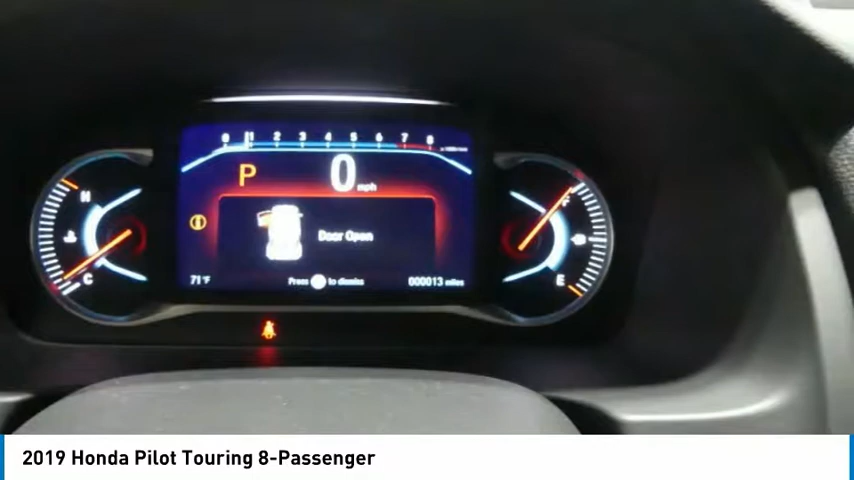 0 1 2 3 4 5 6 7 8
P 0 mph
H F
Door Open
C E
71°F Press to dismiss 000013 miles
2019 Honda Pilot Touring 8-Passenger